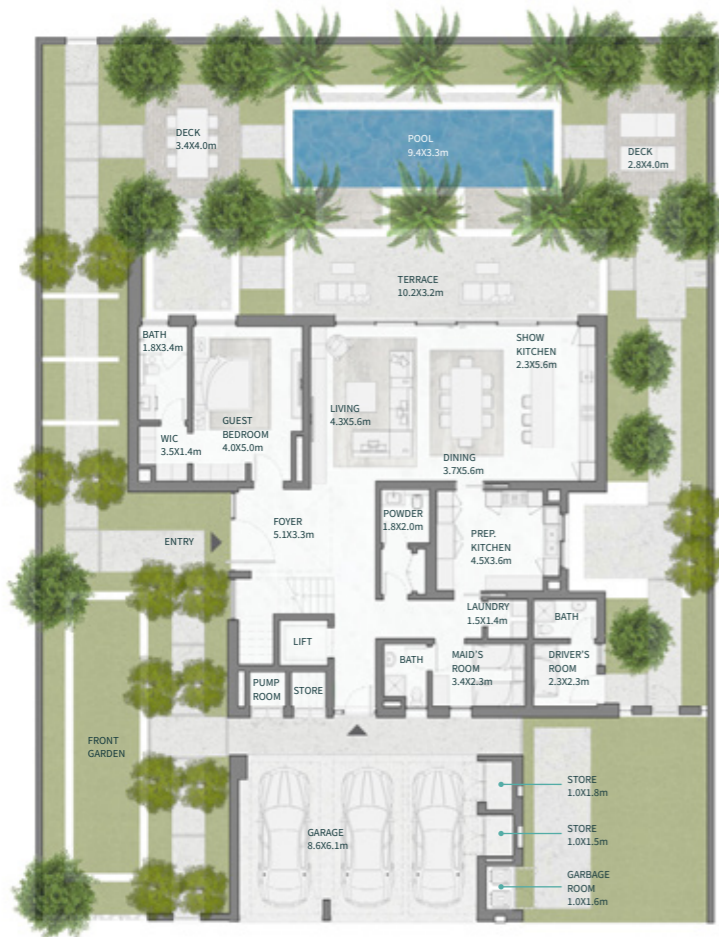 DECK
3.4X4.0m
POOL
9.4X3.3m
DECK
2.8X4.0m
TERRACE
10.2X3.2m
BATH
1.8X3.4m
SHOW
KITCHEN
2.3X5.6m
LIVING
4.3X5.6m
GUEST
BEDROOM
4.0X5.0m
WIC
3.5X1.4m
DINING
3.7X5.6m
FOYER
5.1X3.3m
POWDER
1.8X2.0m
ENTRY
PREP.
KITCHEN
4.5X3.6m
LAUNDRY
1.5X1.4m
BATH
LIFT
BATH
MAID'S
ROOM
3.4X2.3m
DRIVER'S
ROOM
2.3X2.3m
PUMP
ROOM
STORE
FRONT
GARDEN
STORE
1.0X1.8m
GARAGE
8.6X6.1m
STORE
1.0X1.5m
GARBAGE
ROOM
1.0X1.6m